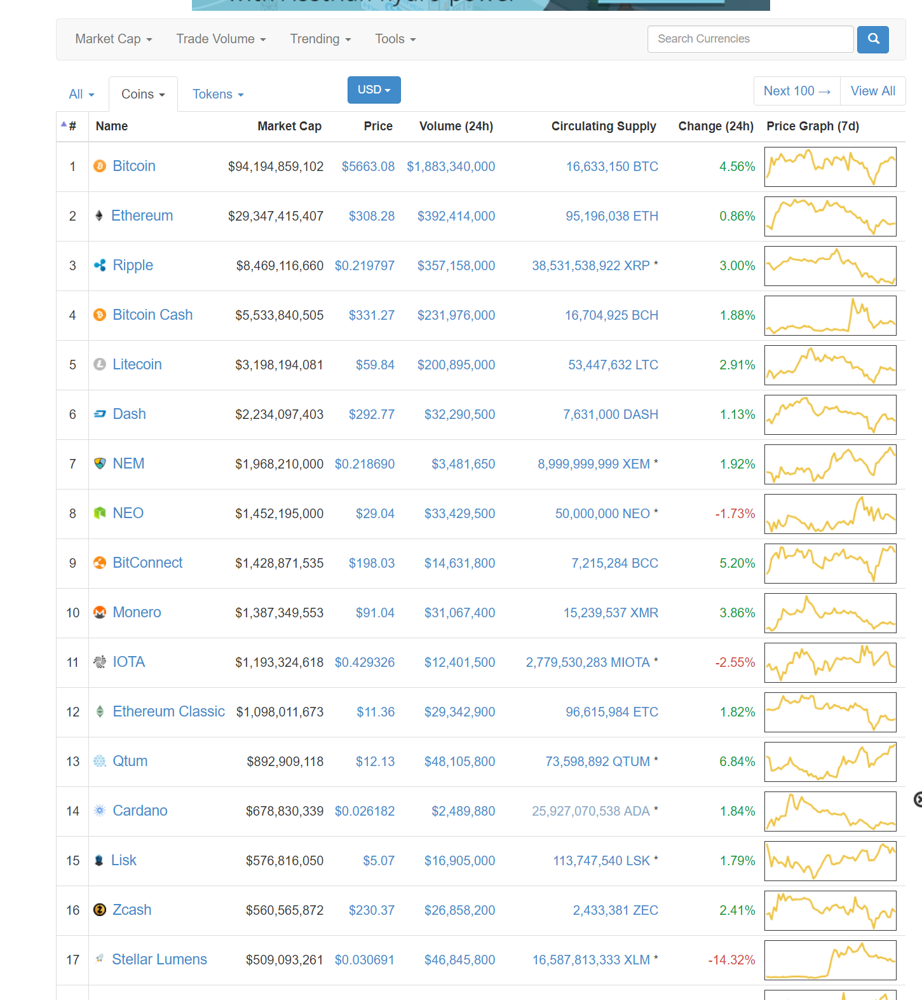 with Austrian hydro power
Market Cap Trade Volume Trending Tools Search Currencies
All Coins Tokens USD Next 100 → View All
# Name Market Cap Price Volume (24h) Circulating Supply Change (24h) Price Graph (7d)
1 Bitcoin $94,194,859,102 $5663.08 $1,883,340,000 16,633,150 BTC 4.56%
2 Ethereum $29,347,415,407 $308.28 $392,414,000 95,196,038 ETH 0.86%
3 Ripple $8,469,116,660 $0.219797 $357,158,000 38,531,538,922 XRP * 3.00%
4 Bitcoin Cash $5,533,840,505 $331.27 $231,976,000 16,704,925 BCH 1.88%
5 Litecoin $3,198,194,081 $59.84 $200,895,000 53,447,632 LTC 2.91%
6 Dash $2,234,097,403 $292.77 $32,290,500 7,631,000 DASH 1.13%
7 NEM $1,968,210,000 $0.218690 $3,481,650 8,999,999,999 XEM * 1.92%
8 NEO $1,452,195,000 $29.04 $33,429,500 50,000,000 NEO * -1.73%
9 BitConnect $1,428,871,535 $198.03 $14,631,800 7,215,284 BCC 5.20%
10 Monero $1,387,349,553 $91.04 $31,067,400 15,239,537 XMR 3.86%
11 IOTA $1,193,324,618 $0.429326 $12,401,500 2,779,530,283 MIOTA * -2.55%
12 Ethereum Classic $1,098,011,673 $11.36 $29,342,900 96,615,984 ETC 1.82%
13 Qtum $892,909,118 $12.13 $48,105,800 73,598,892 QTUM * 6.84%
14 Cardano $678,830,339 $0.026182 $2,489,880 25,927,070,538 ADA * 1.84%
15 Lisk $576,816,050 $5.07 $16,905,000 113,747,540 LSK * 1.79%
16 Zcash $560,565,872 $230.37 $26,858,200 2,433,381 ZEC 2.41%
17 Stellar Lumens $509,093,261 $0.030691 $46,845,800 16,587,813,333 XLM * -14.32%